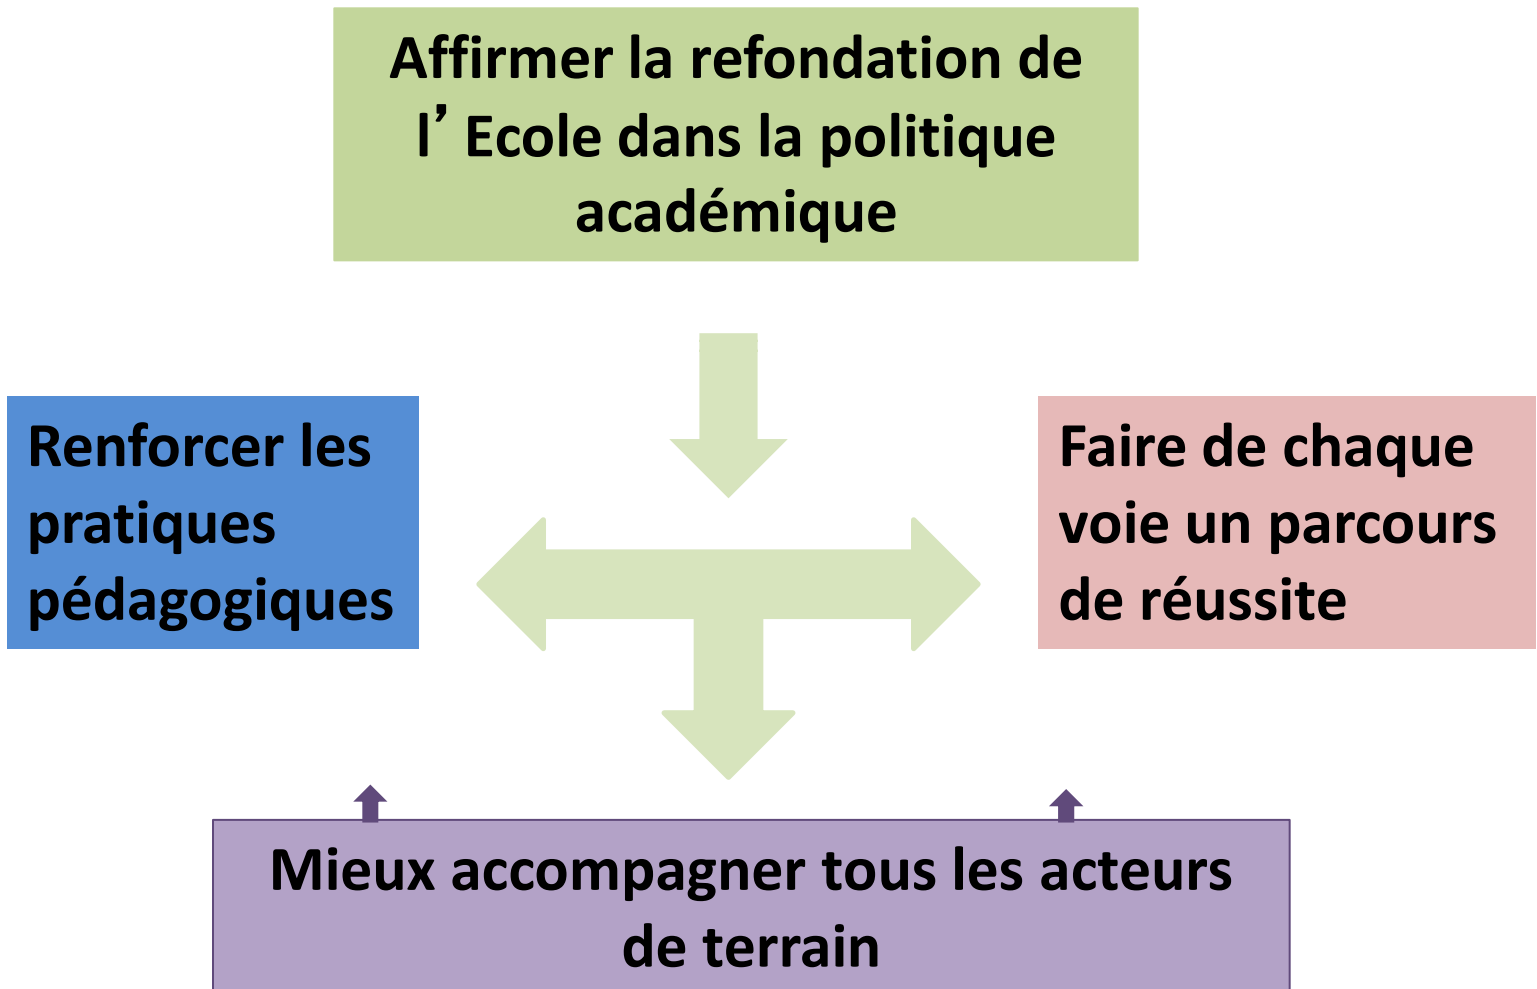 Affirmer la refondation de
l’ Ecole dans la politique
académique
Renforcer les
pratiques
pédagogiques
Faire de chaque
voie un parcours
de réussite
Mieux accompagner tous les acteurs
de terrain